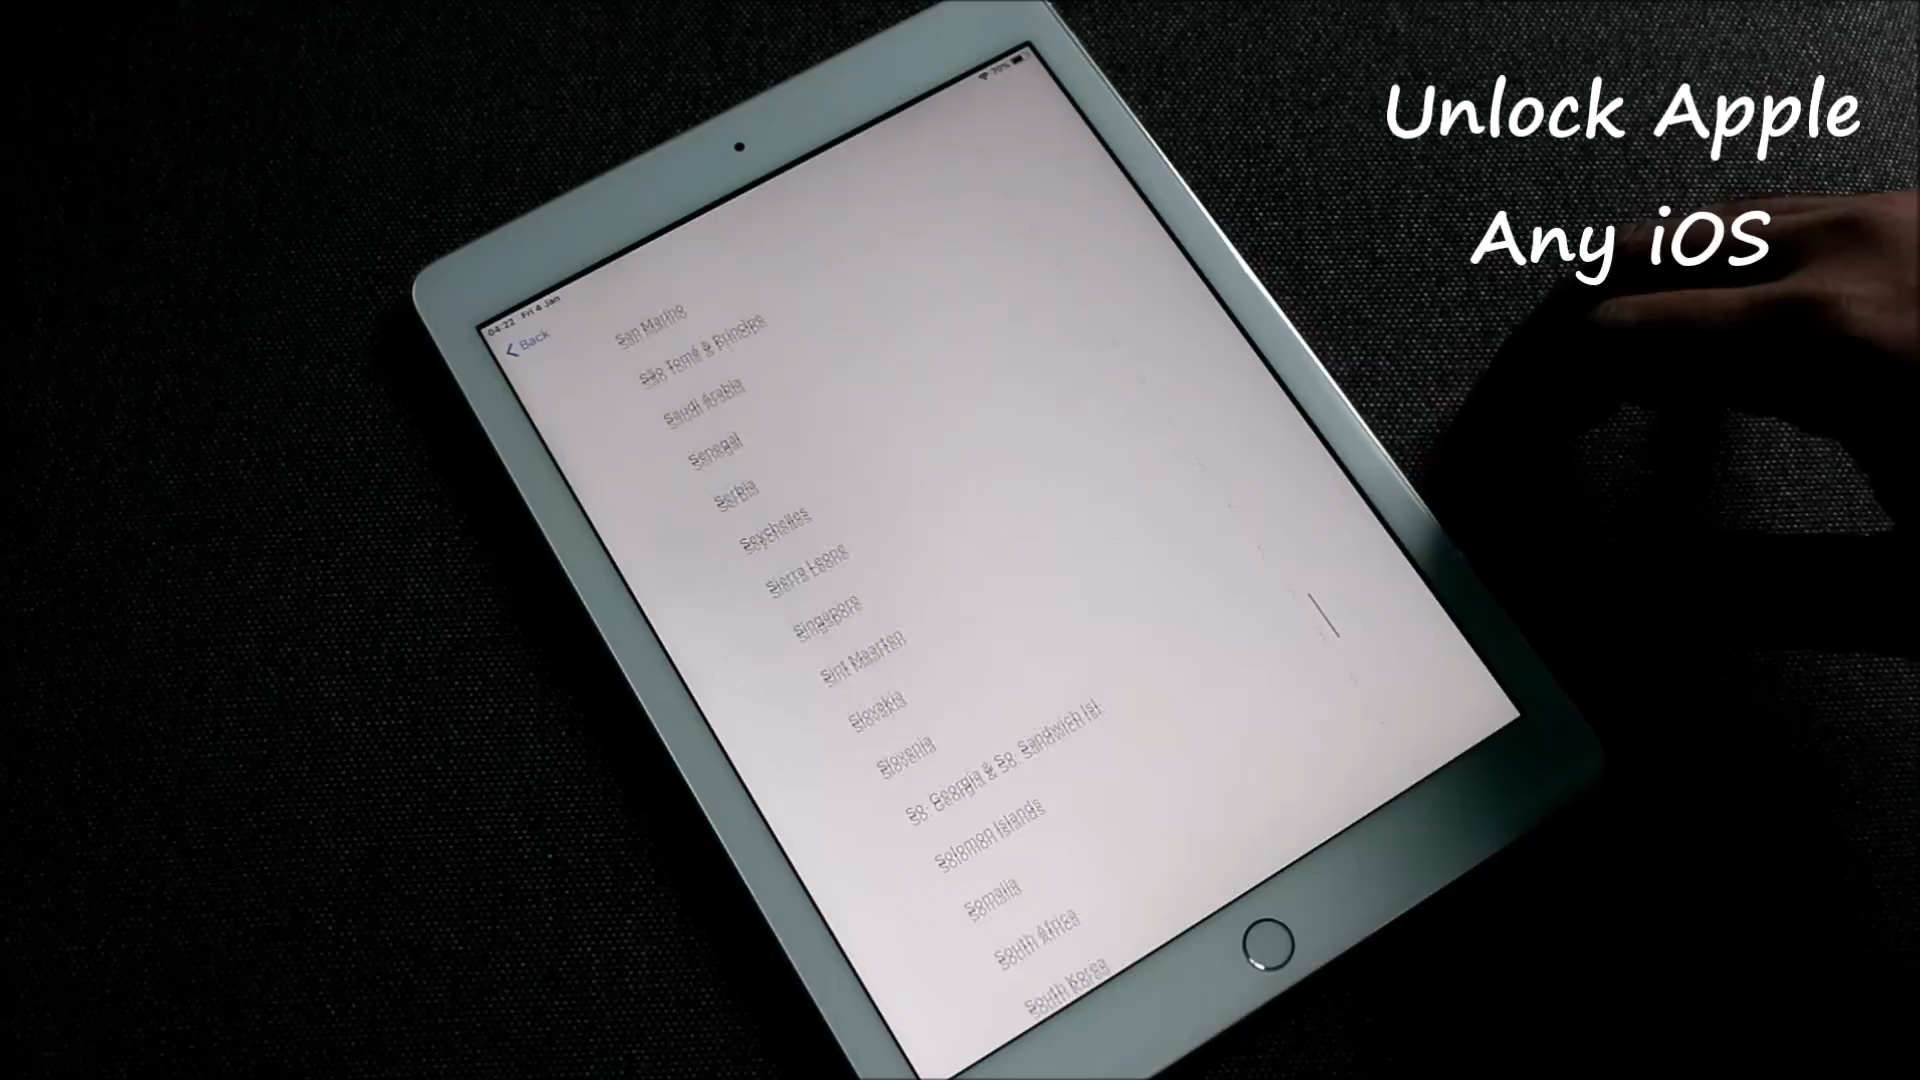 Unlock Apple
Any iOS
70%
04:22 Fri 4 Jan
Back
San Marino
São Tomé & Príncipe
Saudi Arabia
Senegal
Serbia
Seychelles
Sierra Leone
Singapore
Sint Maarten
Slovakia
Slovenia
So. Georgia & So. Sandwich Isl.
Solomon Islands
Somalia
South Africa
South Korea